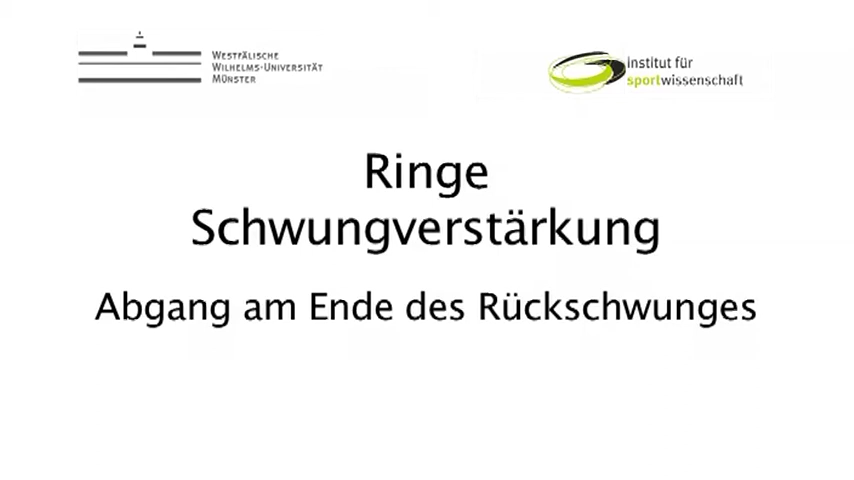 Westfälische
Wilhelms-Universität
Münster
institut für
sportwissenschaft
Ringe
Schwungverstärkung
Abgang am Ende des Rückschwunges